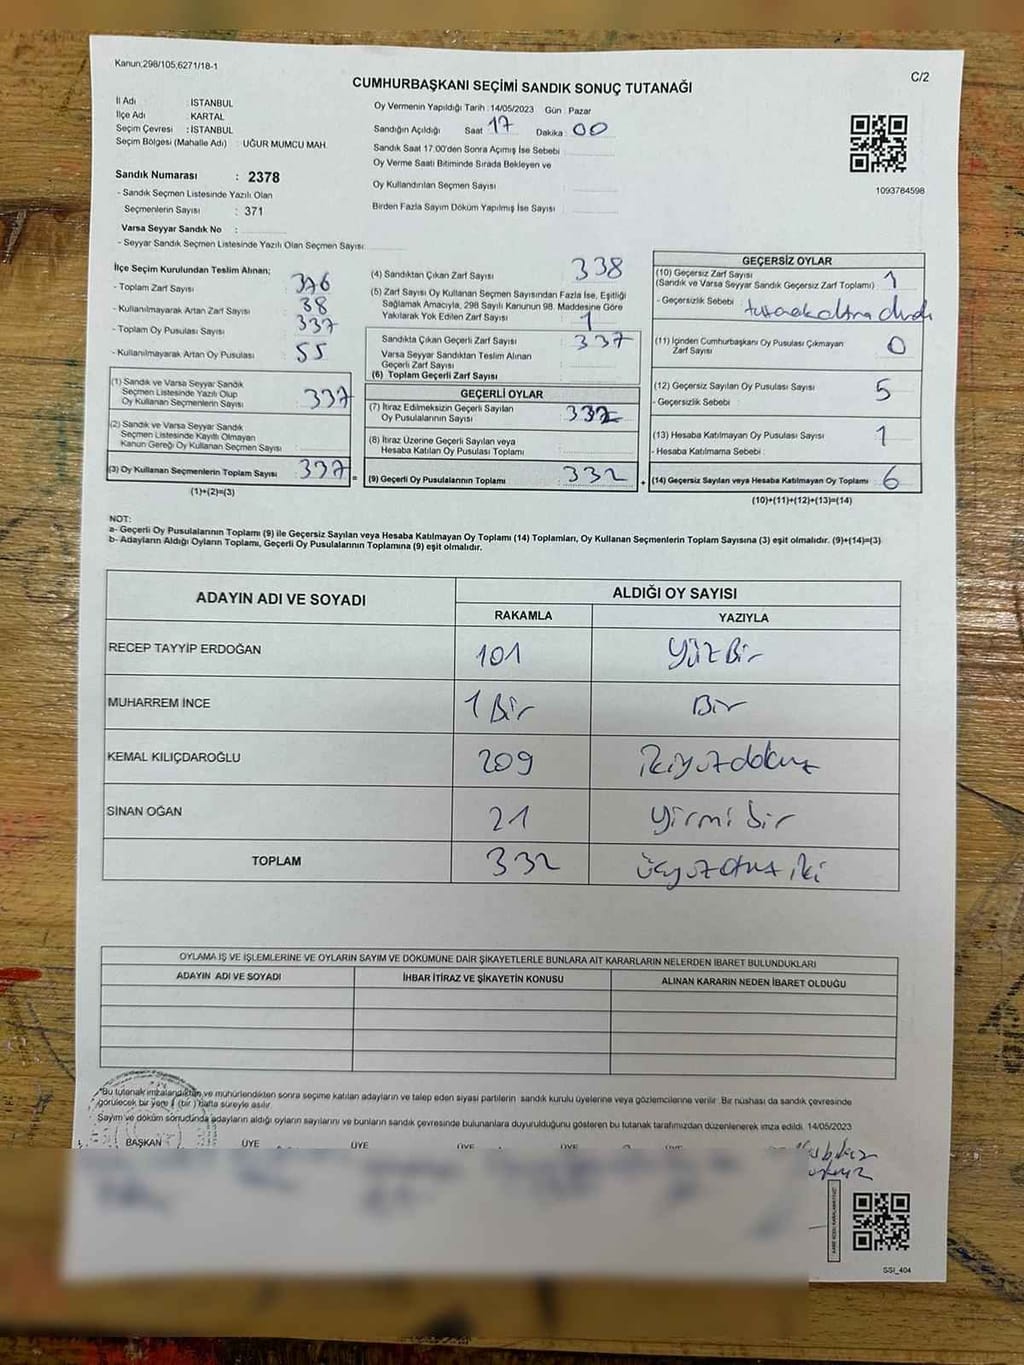 Kanun;298/105,6271/18-1
C/2
CUMHURBAŞKANI SEÇİMİ SANDIK SONUÇ TUTANAĞI
İl Adı : İSTANBUL
İlçe Adı : KARTAL
Seçim Çevresi : İSTANBUL
Seçim Bölgesi (Mahalle Adı) : UĞUR MUMCU MAH.
Sandık Numarası : 2378
- Sandık Seçmen Listesinde Yazılı Olan
Seçmenlerin Sayısı : 371
Varsa Seyyar Sandık No :
- Seyyar Sandık Seçmen Listesinde Yazılı Olan Seçmen Sayısı:
Oy Vermenin Yapıldığı Tarih :14/05/2023 Gün : Pazar
Sandığın Açıldığı Saat : 17 Dakika : 00
Sandık Saat 17.00'den Sonra Açımış İse Sebebi :
Oy Verme Saati Bitiminde Sırada Bekleyen ve
Oy Kullandırılan Seçmen Sayısı :
Birden Fazla Sayım Döküm Yapılmış İse Sayısı :
1093784598
İlçe Seçim Kurulundan Teslim Alınan;
- Toplam Zarf Sayısı : 376
- Kullanılmayarak Artan Zarf Sayısı : 38
- Toplam Oy Pusulası Sayısı : 337
- Kullanılmayarak Artan Oy Pusulası : 55
(1) Sandık ve Varsa Seyyar Sandık
Seçmen Listesinde Yazılı Olup
Oy Kullanan Seçmenlerin Sayısı : 337
(2) Sandık ve Varsa Seyyar Sandık
Seçmen Listesinde Kayıtlı Olmayan
Kanun Gereği Oy Kullanan Seçmen Sayısı :
(3) Oy Kullanan Seçmenlerin Toplam Sayısı : 337 =
(1)+(2)=(3)
(4) Sandıktan Çıkan Zarf Sayısı : 338
(5) Zarf Sayısı Oy Kullanan Seçmen Sayısından Fazla İse, Eşitliği
Sağlamak Amacıyla, 298 Sayılı Kanunun 98. Maddesine Göre
Yakılarak Yok Edilen Zarf Sayısı : 1
Sandıkta Çıkan Geçerli Zarf Sayısı : 337
Varsa Seyyar Sandıktan Teslim Alınan
Geçerli Zarf Sayısı :
(6) Toplam Geçerli Zarf Sayısı :
GEÇERLİ OYLAR
(7) İtiraz Edilmeksizin Geçerli Sayılan
Oy Pusulalarının Sayısı : 332
(8) İtiraz Üzerine Geçerli Sayılan veya
Hesaba Katılan Oy Pusulası Toplamı :
(9) Geçerli Oy Pusulalarının Toplamı : 332 +
GEÇERSİZ OYLAR
(10) Geçersiz Zarf Sayısı
(Sandık ve Varsa Seyyar Sandık Geçersiz Zarf Toplamı) : 1
- Geçersizlik Sebebi :
(11) İçinden Cumhurbaşkanı Oy Pusulası Çıkmayan
Zarf Sayısı : 0
(12) Geçersiz Sayılan Oy Pusulası Sayısı : 5
- Geçersizlik Sebebi :
(13) Hesaba Katılmayan Oy Pusulası Sayısı : 1
- Hesaba Katılmama Sebebi :
(14) Geçersiz Sayılan veya Hesaba Katılmayan Oy Toplamı : 6
(10)+(11)+(12)+(13)=(14)
NOT:
a- Geçerli Oy Pusulalarının Toplamı (9) ile Geçersiz Sayılan veya Hesaba Katılmayan Oy Toplamı (14) Toplamları, Oy Kullanan Seçmenlerin Toplam Sayısına (3) eşit olmalıdır. (9)+(14)=(3)
b- Adayların Aldığı Oyların Toplamı, Geçerli Oy Pusulalarının Toplamına (9) eşit olmalıdır.
ADAYIN ADI VE SOYADI
ALDIĞI OY SAYISI
RAKAMLA YAZIYLA
RECEP TAYYİP ERDOĞAN 101 yüz Bir
MUHARREM İNCE 1 Bir Bir
KEMAL KILIÇDAROĞLU 209 ikiyüzdokuz
SİNAN OĞAN 21 yirmi bir
TOPLAM 332 üçyüzotuz iki
OYLAMA İŞ VE İŞLEMLERİNE VE OYLARIN SAYIM VE DÖKÜMÜNE DAİR ŞİKAYETLERLE BUNLARA AİT KARARLARIN NELERDEN İBARET BULUNDUKLARI
ADAYIN ADI VE SOYADI İHBAR İTİRAZ VE ŞİKAYETİN KONUSU ALINAN KARARIN NEDEN İBARET OLDUĞU
Bu tutanak imzalandıktan ve mühürlendikten sonra seçime katılan adayların ve talep eden siyasi partilerin sandık kurulu üyelerine veya gözlemcilerine verilir. Bir nüshası da sandık çevresinde
görülecek bir yere 1 (bir) hafta süreyle asılır.
Sayım ve döküm sonucunda adayların aldığı oyların sayılarını ve bunların sandık çevresinde bulunanlara duyurulduğunu gösteren bu tutanak tarafımızdan düzenlenerek imza edildi. 14/05/2023
BAŞKAN ÜYE ÜYE ÜYE ÜYE ÜYE
SSI_404